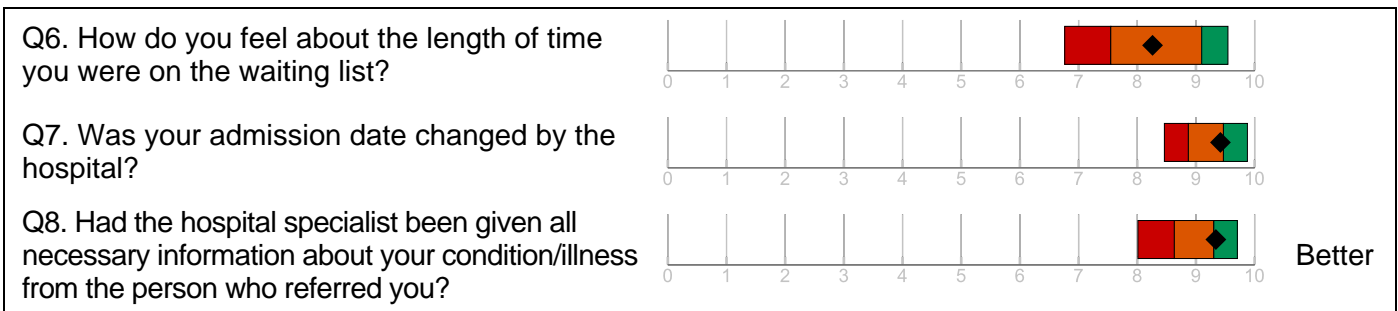 Q6. How do you feel about the length of time
you were on the waiting list?
0 1 2 3 4 5 6 7 8 9 10
Q7. Was your admission date changed by the
hospital?
0 1 2 3 4 5 6 7 8 9 10
Q8. Had the hospital specialist been given all
necessary information about your condition/illness
from the person who referred you?
0 1 2 3 4 5 6 7 8 9 10
Better